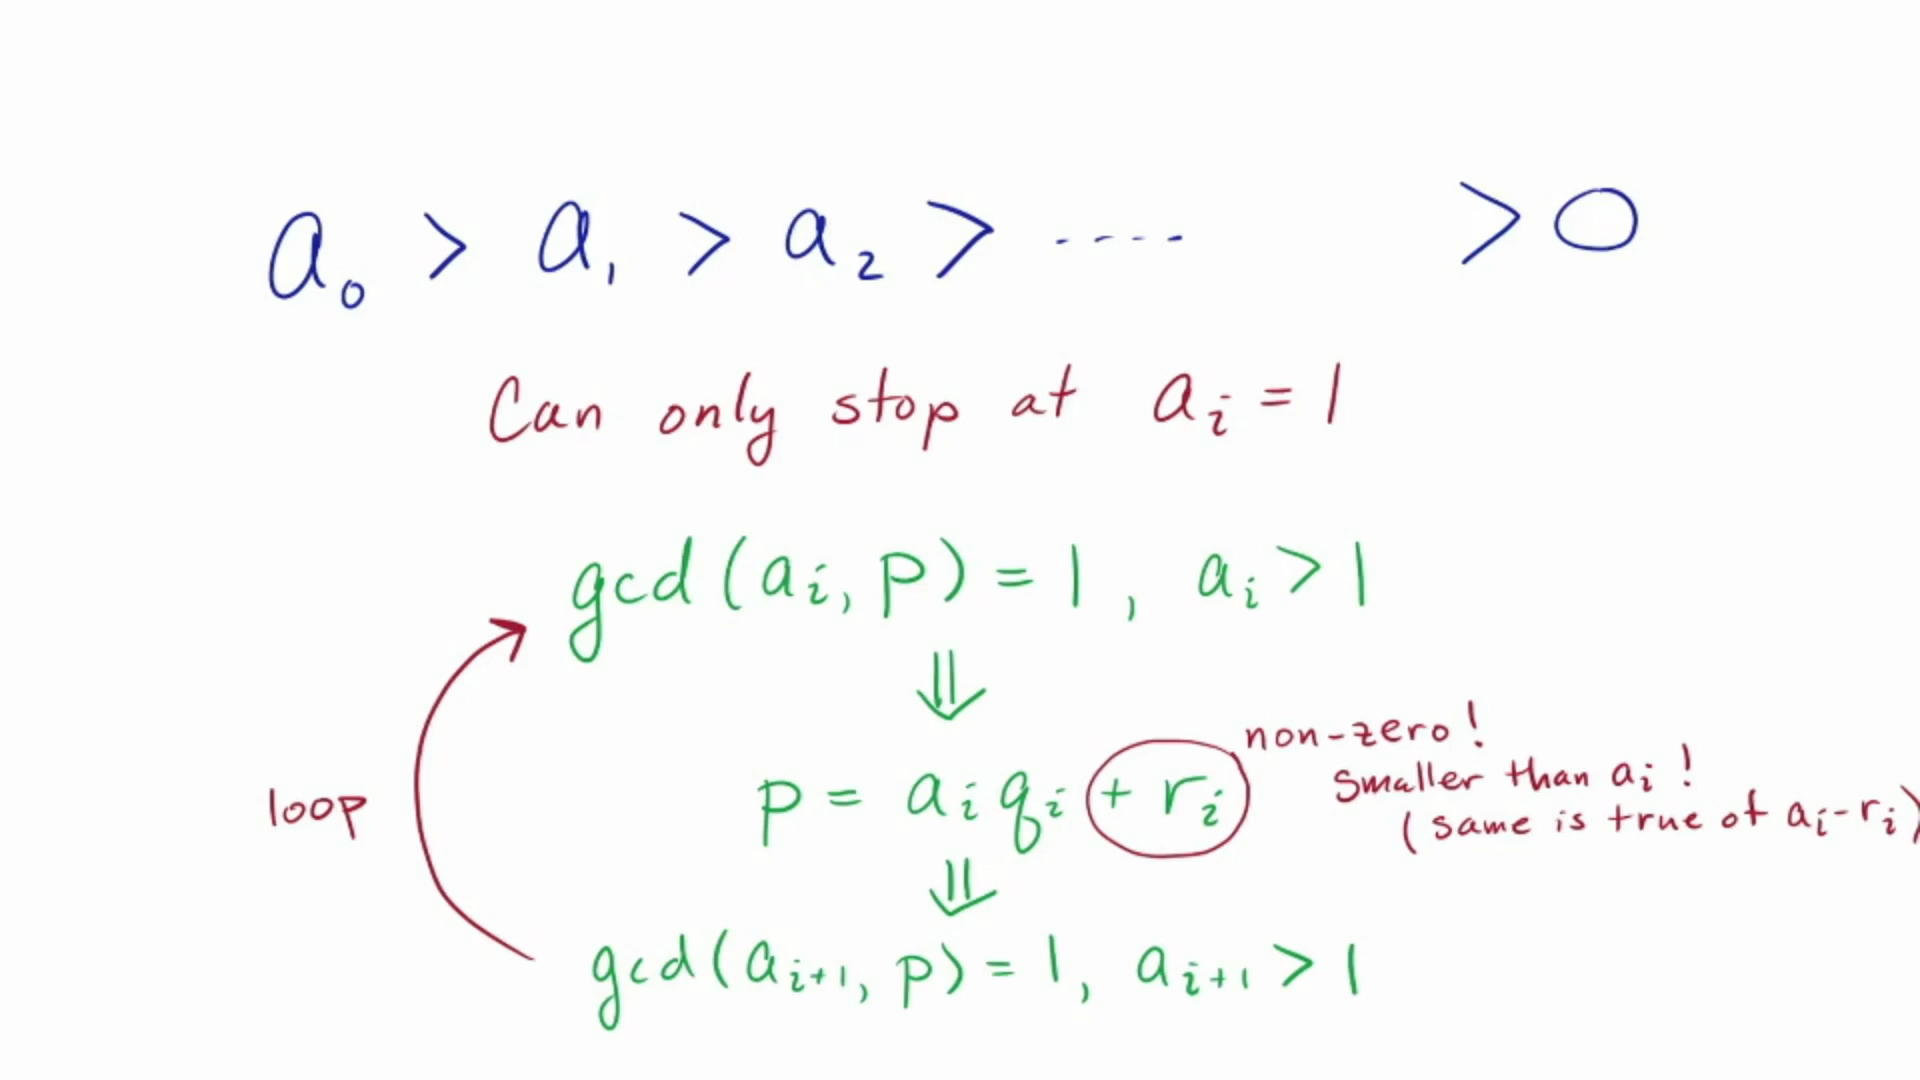 a₀ > a₁ > a₂ > ····· > 0
Can only stop at aᵢ = 1
gcd(aᵢ, p) = 1, aᵢ > 1
⇓
non-zero!
p = aᵢqᵢ + rᵢ smaller than aᵢ!
(same is true of aᵢ-rᵢ)
loop
⇓
gcd(aᵢ₊₁, p) = 1, aᵢ₊₁ > 1